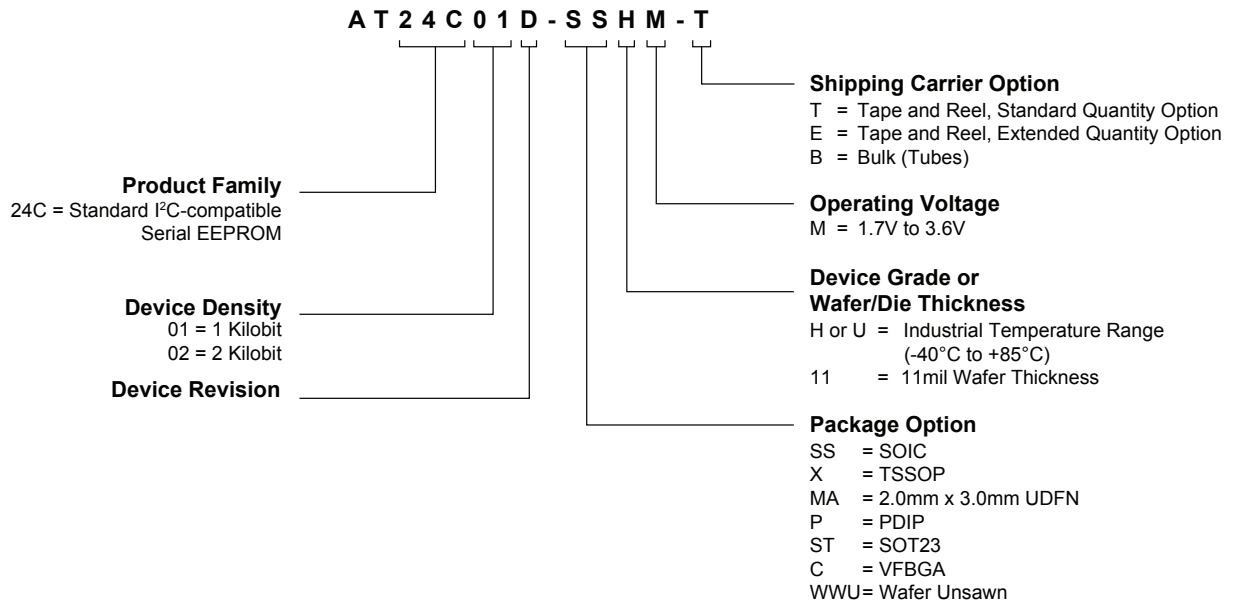 AT24C01D-SSHM-T
Shipping Carrier Option
T = Tape and Reel, Standard Quantity Option
E = Tape and Reel, Extended Quantity Option
B = Bulk (Tubes)
Product Family
24C = Standard I²C-compatible
Serial EEPROM
Operating Voltage
M = 1.7V to 3.6V
Device Grade or
Wafer/Die Thickness
H or U = Industrial Temperature Range
(-40°C to +85°C)
11 = 11mil Wafer Thickness
Device Density
01 = 1 Kilobit
02 = 2 Kilobit
Device Revision
Package Option
SS = SOIC
X = TSSOP
MA = 2.0mm x 3.0mm UDFN
P = PDIP
ST = SOT23
C = VFBGA
WWU= Wafer Unsawn